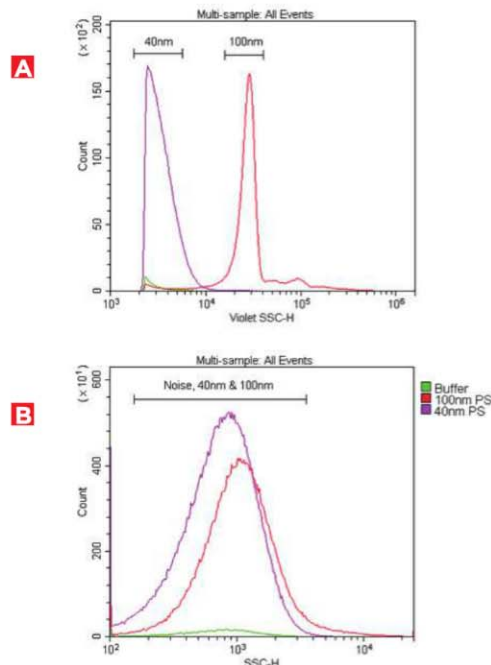 A
Multi-sample: All Events
(×10²)
40nm
100nm
200
150
100
50
0
Count
10³
10⁴
10⁵
10⁶
Violet SSC-H
B
Multi-sample: All Events
(×10¹)
Noise, 40nm & 100nm
600
400
200
0
Count
10²
10³
10⁴
SSC-H
Buffer
100nm PS
40nm PS